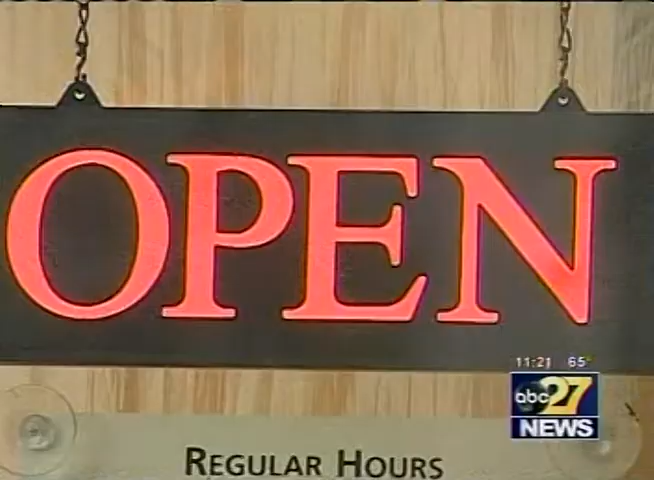 OPEN
11:21 65°
abc 27
NEWS
REGULAR HOURS